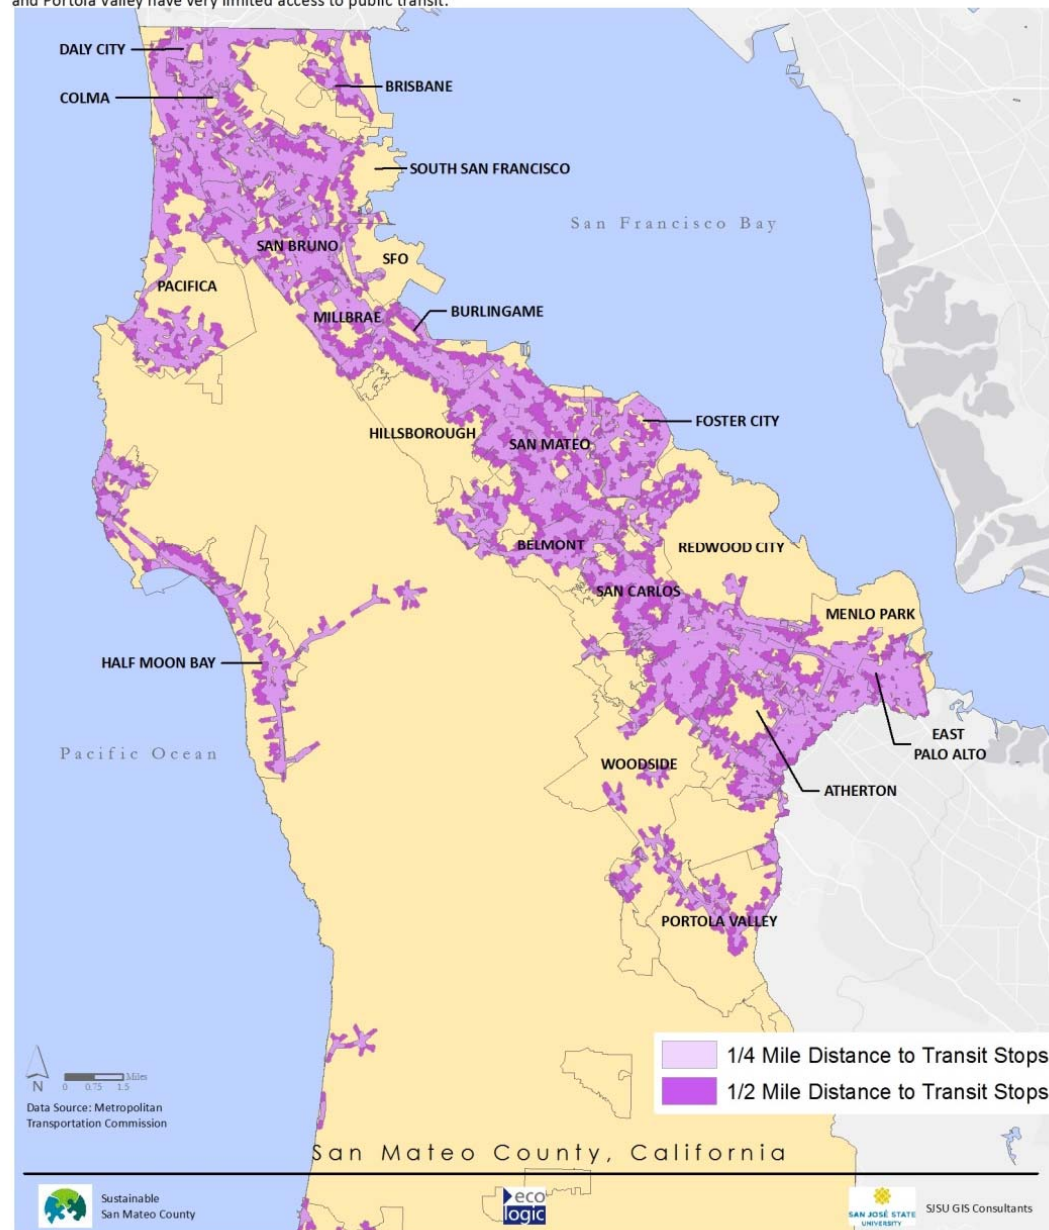 and Portola Valley have very limited access to public transit.
DALY CITY
COLMA
BRISBANE
SOUTH SAN FRANCISCO
San Francisco Bay
SAN BRUNO
SFO
PACIFICA
MILLBRAE
BURLINGAME
FOSTER CITY
HILLSBOROUGH
SAN MATEO
BELMONT
REDWOOD CITY
SAN CARLOS
MENLO PARK
HALF MOON BAY
Pacific Ocean
EAST
PALO ALTO
WOODSIDE
ATHERTON
PORTOLA VALLEY
1/4 Mile Distance to Transit Stops
1/2 Mile Distance to Transit Stops
N
Miles
0 0.75 1.5
Data Source: Metropolitan
Transportation Commission
San Mateo County, California
Sustainable
San Mateo County
eco
logic
SAN JOSÉ STATE
UNIVERSITY
SJSU GIS Consultants